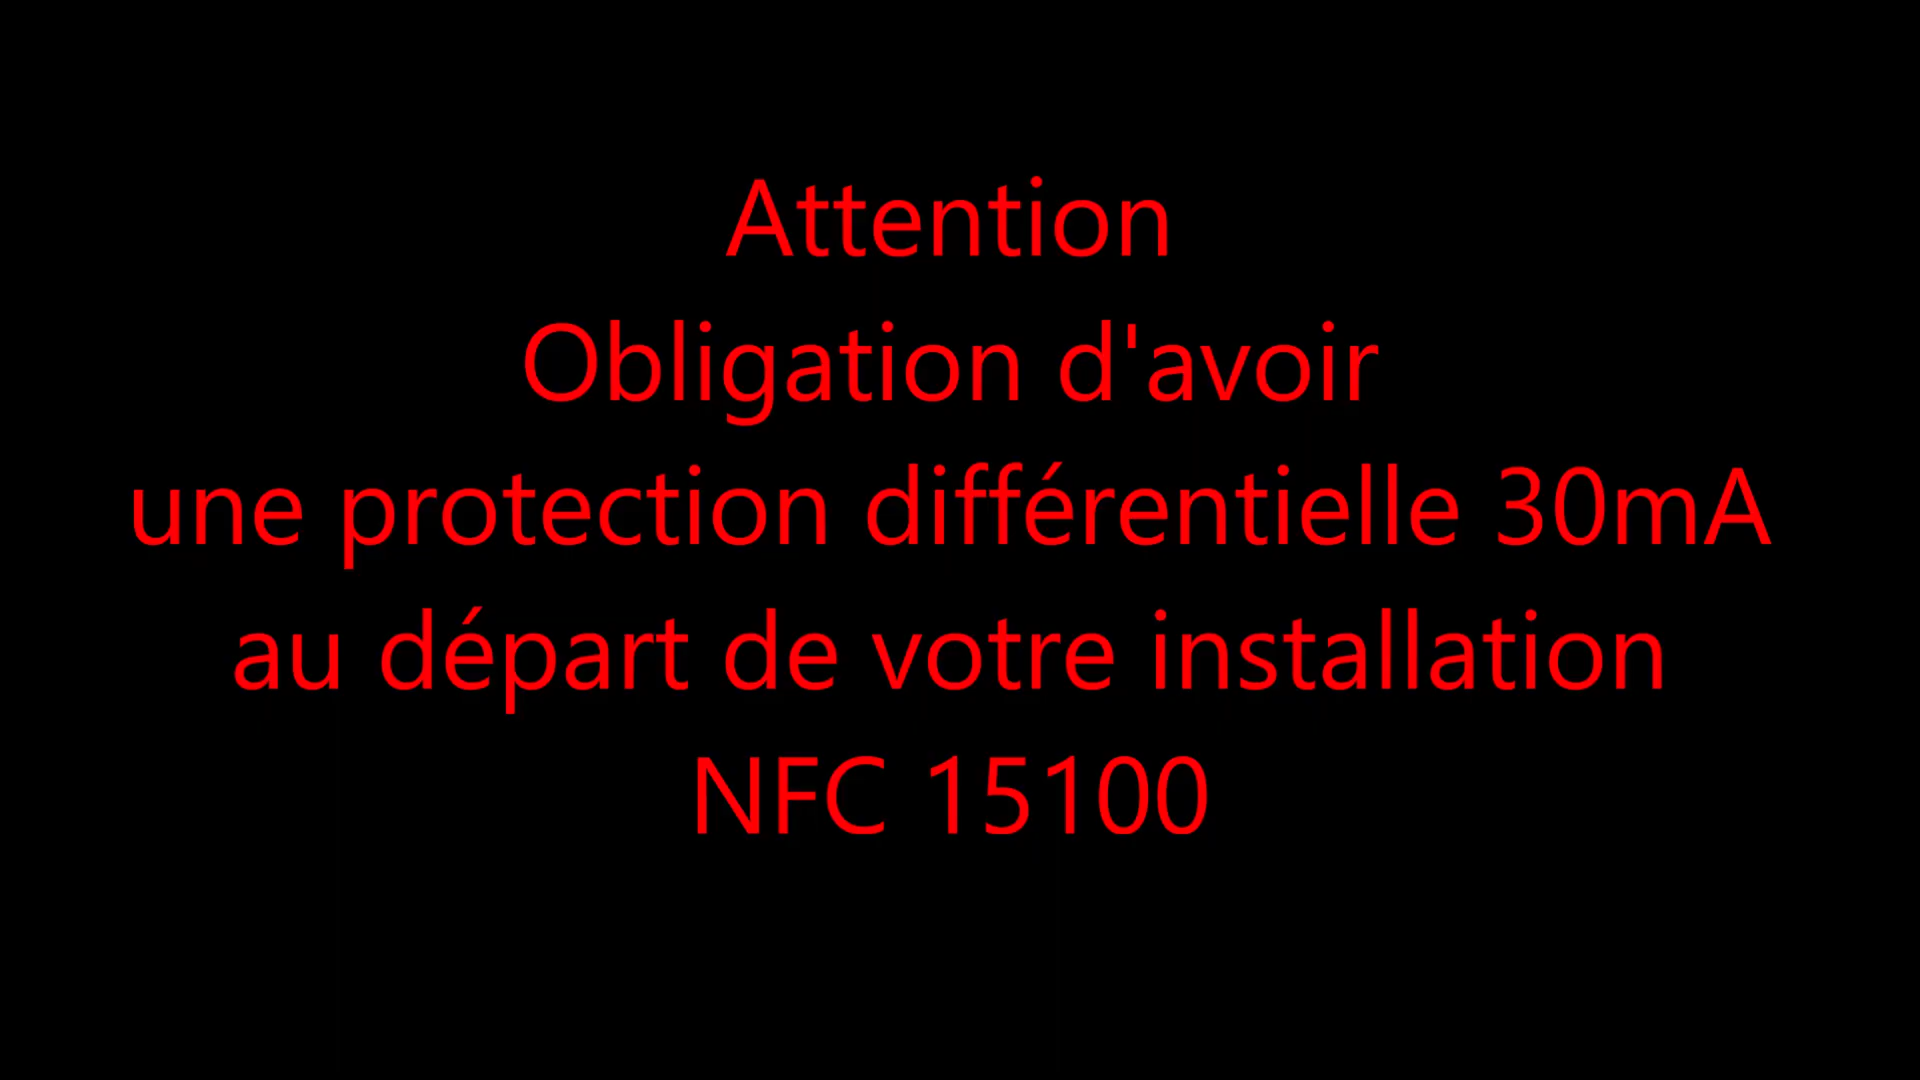 Attention
Obligation d'avoir
une protection différentielle 30mA
au départ de votre installation
NFC 15100